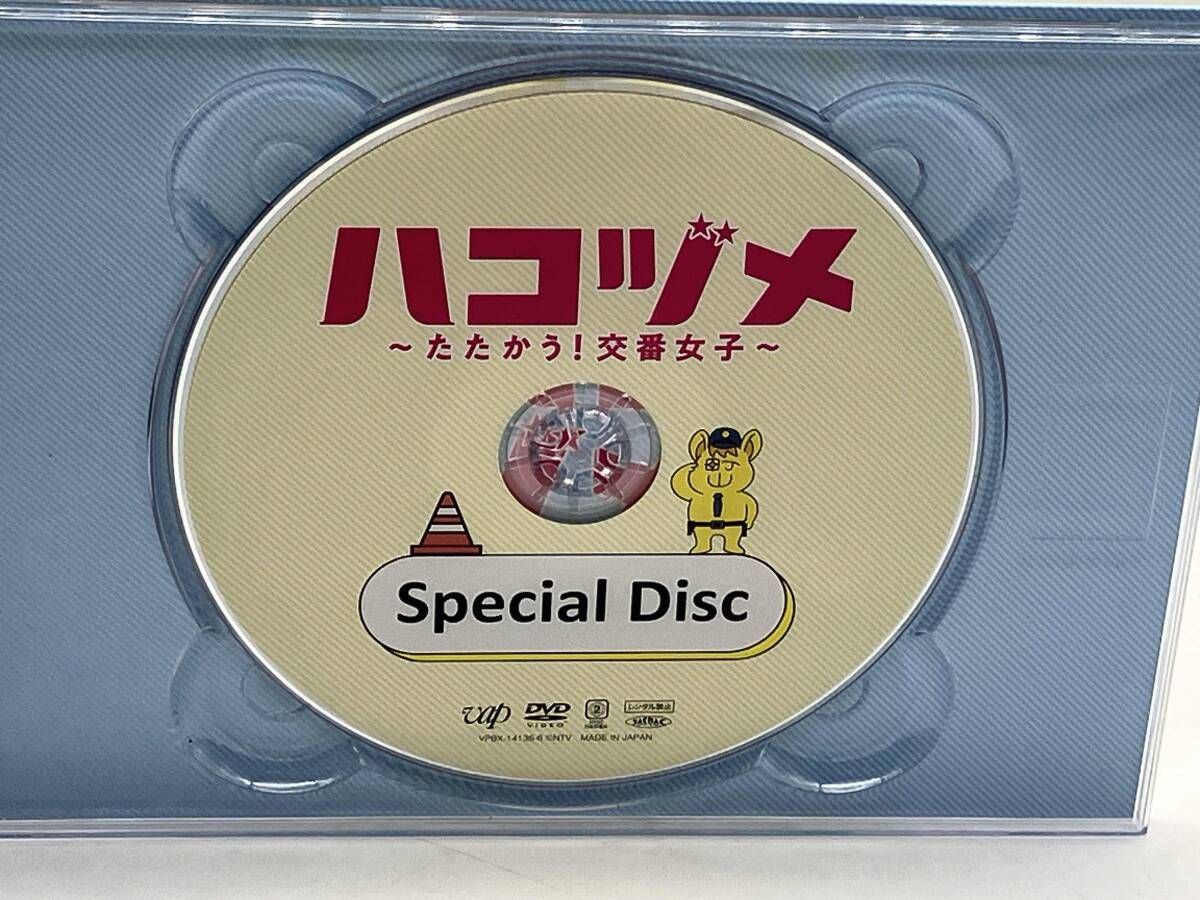 ハコヅメ
～たたかう!交番女子～
Special Disc
vap DVD VIDEO 2 レンタル禁止 JASRAC
VPBX-14136-6 ©NTV MADE IN JAPAN